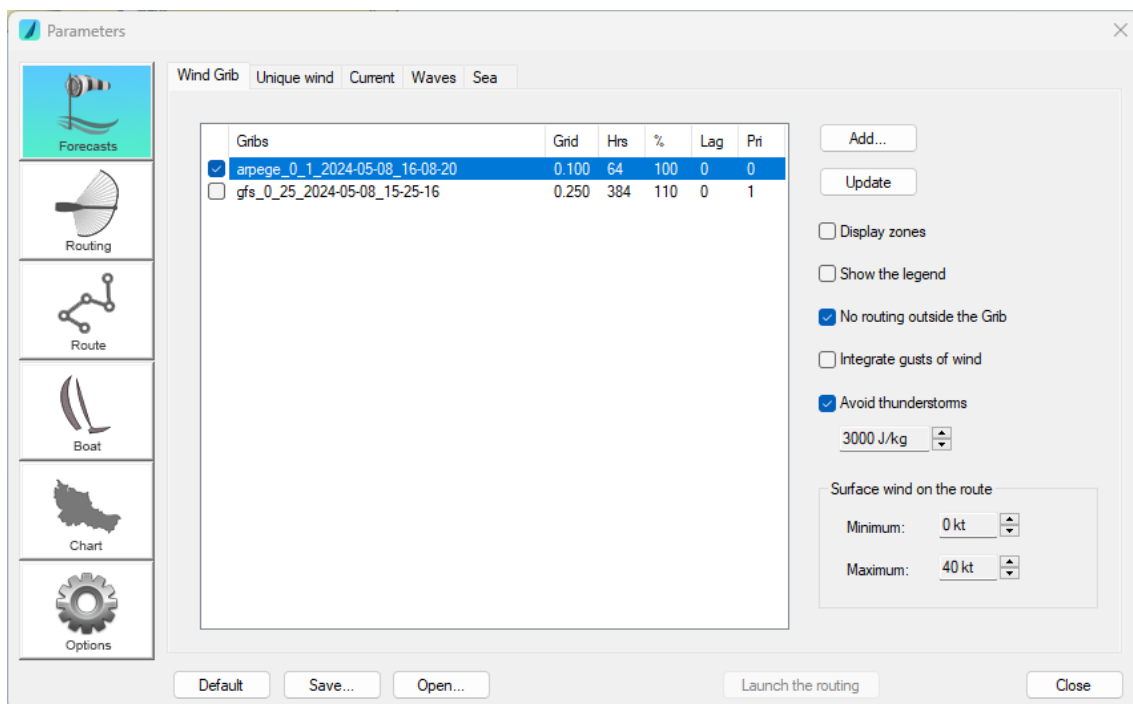 Parameters
Forecasts
Routing
Route
Boat
Chart
Options
Wind Grib Unique wind Current Waves Sea
Gribs Grid Hrs % Lag Pri
arpege_0_1_2024-05-08_16-08-20 0.100 64 100 0 0
gfs_0_25_2024-05-08_15-25-16 0.250 384 110 0 1
Add...
Update
Display zones
Show the legend
No routing outside the Grib
Integrate gusts of wind
Avoid thunderstorms
3000 J/kg
Surface wind on the route
Minimum: 0 kt
Maximum: 40 kt
Default Save... Open... Launch the routing Close